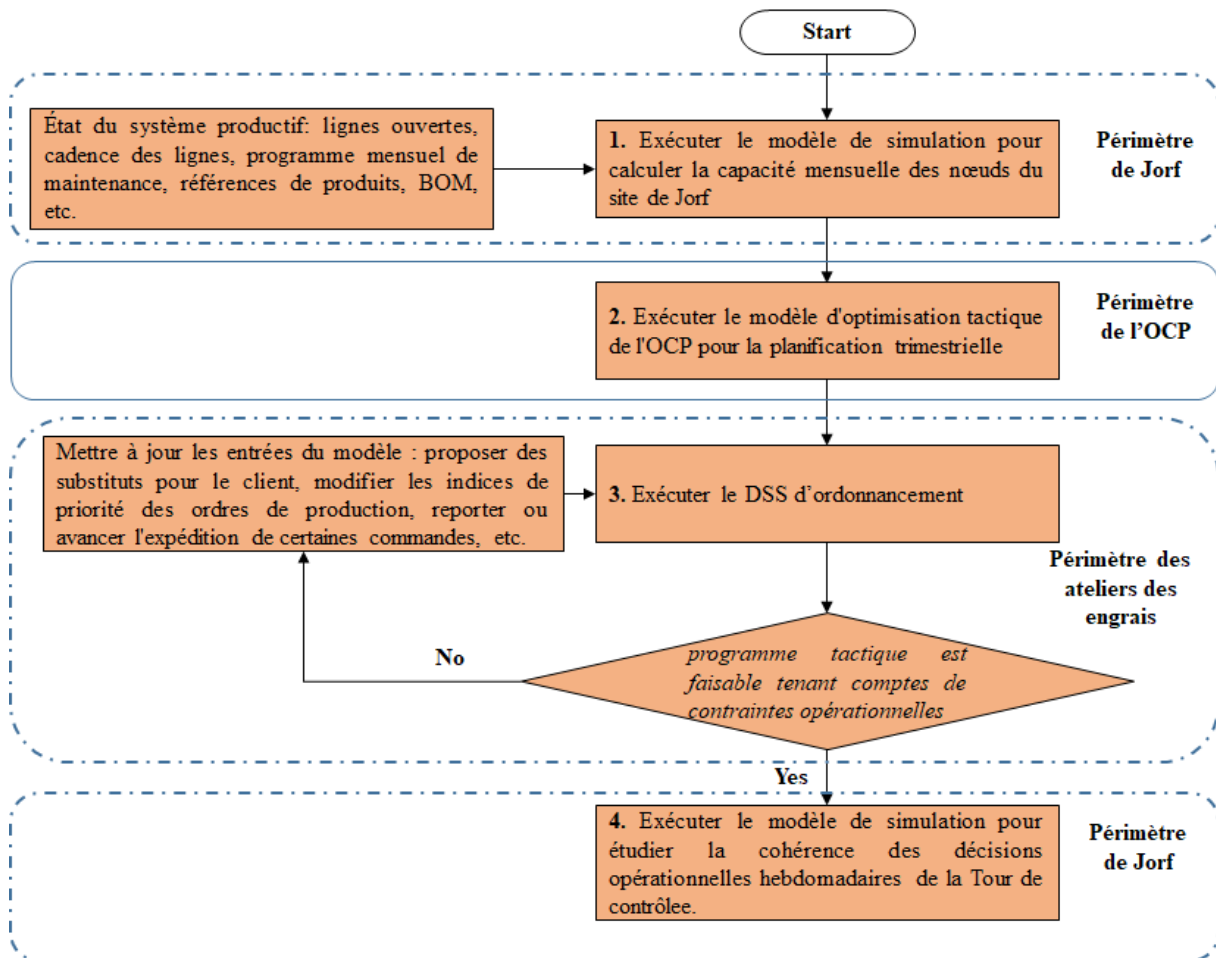 Start
État du système productif: lignes ouvertes,
cadence des lignes, programme mensuel de
maintenance, références de produits, BOM,
etc.
1. Exécuter le modèle de simulation pour
calculer la capacité mensuelle des nœuds du
site de Jorf
Périmètre
de Jorf
2. Exécuter le modèle d'optimisation tactique
de l'OCP pour la planification trimestrielle
Périmètre
de l’OCP
Mettre à jour les entrées du modèle : proposer des
substituts pour le client, modifier les indices de
priorité des ordres de production, reporter ou
avancer l'expédition de certaines commandes, etc.
3. Exécuter le DSS d’ordonnancement
Périmètre des
ateliers des
engrais
No
programme tactique est
faisable tenant comptes de
contraintes opérationnelles
Yes
4. Exécuter le modèle de simulation pour
étudier la cohérence des décisions
opérationnelles hebdomadaires de la Tour de
contrôlee.
Périmètre
de Jorf